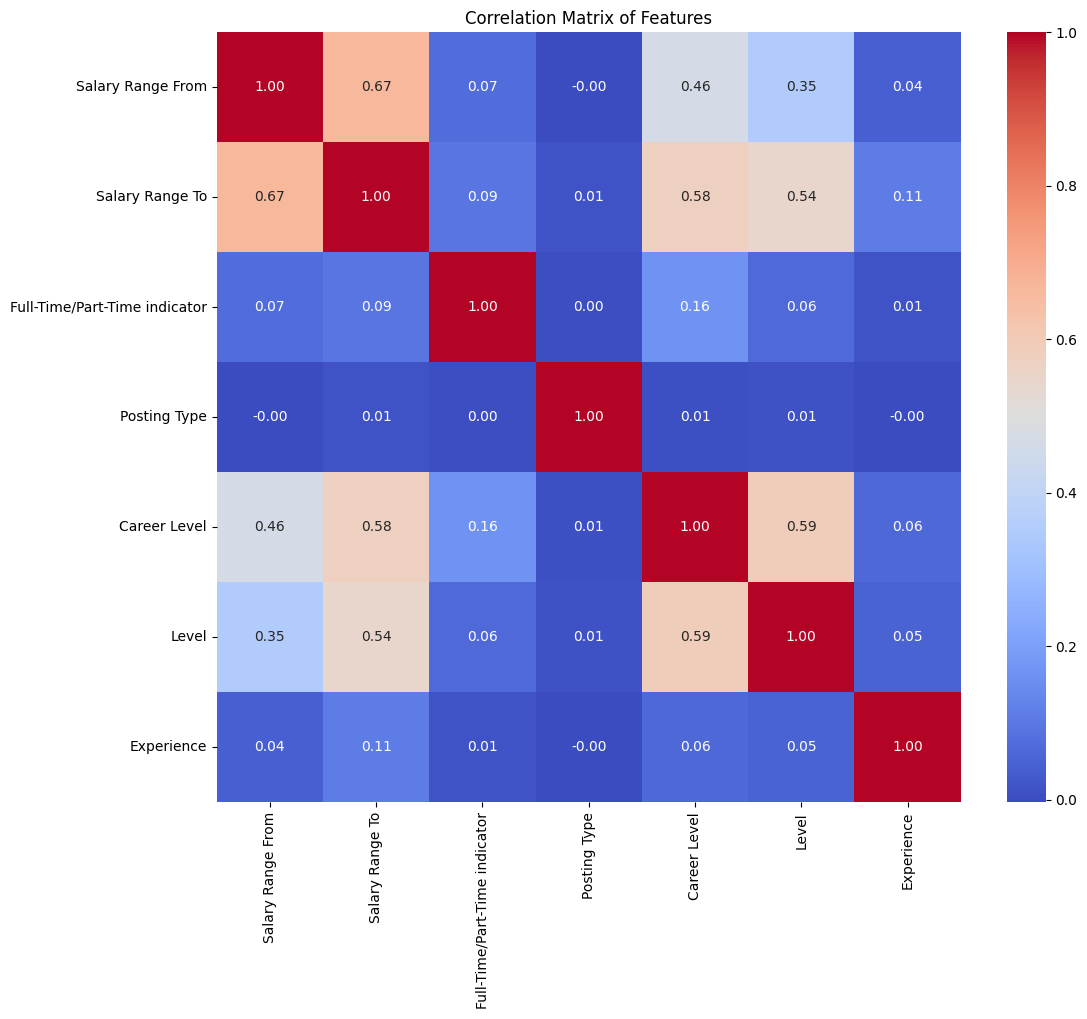 Correlation Matrix of Features
Salary Range From 1.00 0.67 0.07 -0.00 0.46 0.35 0.04
Salary Range To 0.67 1.00 0.09 0.01 0.58 0.54 0.11
Full-Time/Part-Time indicator 0.07 0.09 1.00 0.00 0.16 0.06 0.01
Posting Type -0.00 0.01 0.00 1.00 0.01 0.01 -0.00
Career Level 0.46 0.58 0.16 0.01 1.00 0.59 0.06
Level 0.35 0.54 0.06 0.01 0.59 1.00 0.05
Experience 0.04 0.11 0.01 -0.00 0.06 0.05 1.00
Salary Range From
Salary Range To
Full-Time/Part-Time indicator
Posting Type
Career Level
Level
Experience
1.0
0.8
0.6
0.4
0.2
0.0